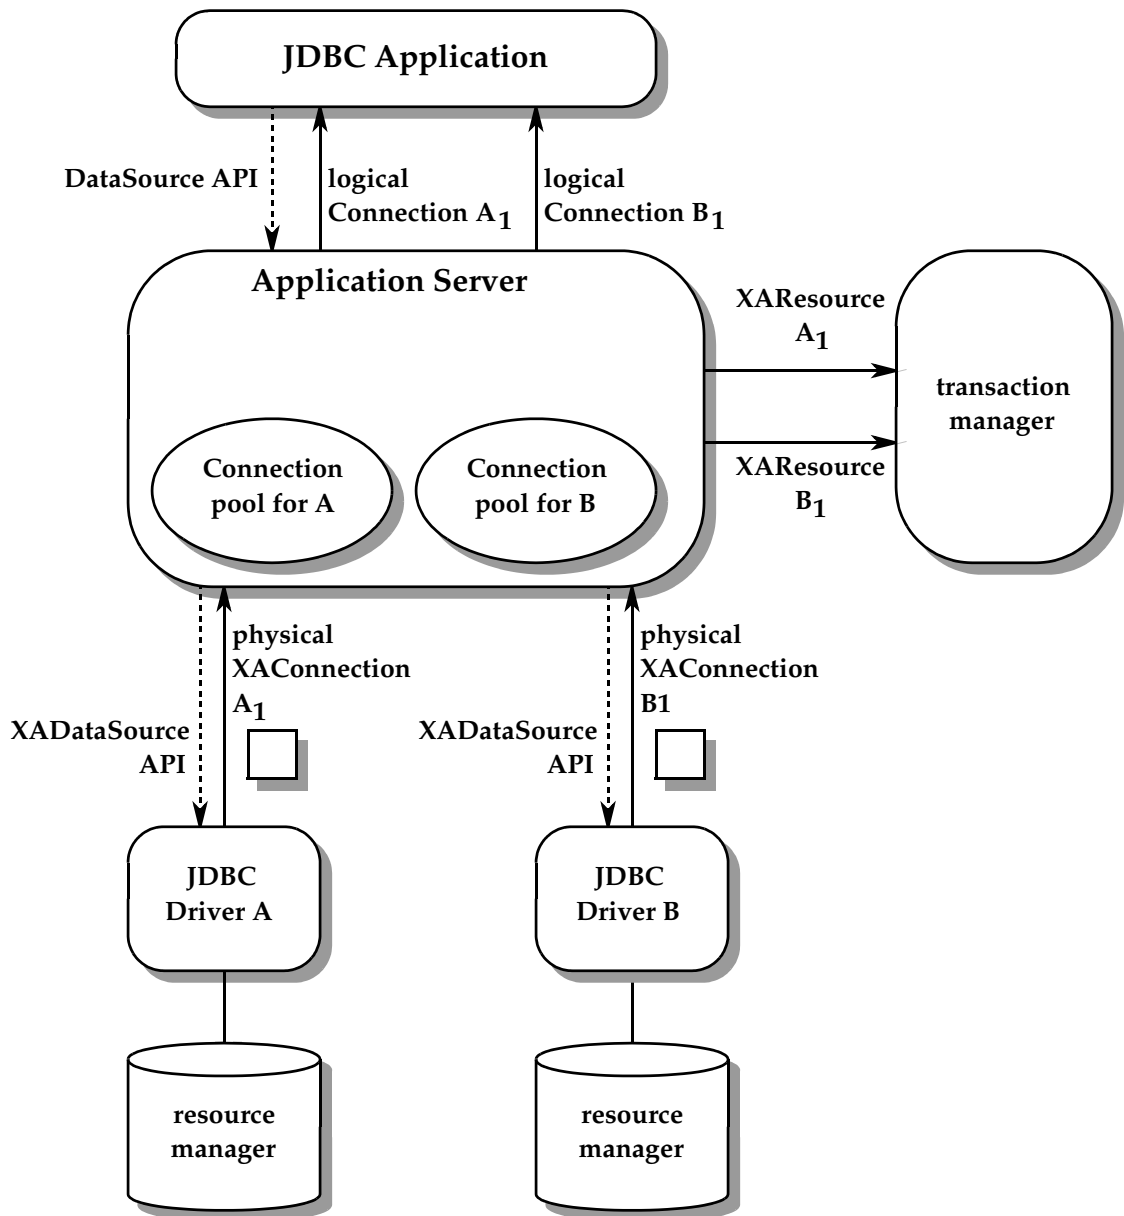 JDBC Application
DataSource API
logical
Connection A1
logical
Connection B1
Application Server
XAResource
A1
transaction
manager
XAResource
B1
Connection
pool for A
Connection
pool for B
physical
XAConnection
A1
XADataSource
API
physical
XAConnection
B1
XADataSource
API
JDBC
Driver A
JDBC
Driver B
resource
manager
resource
manager